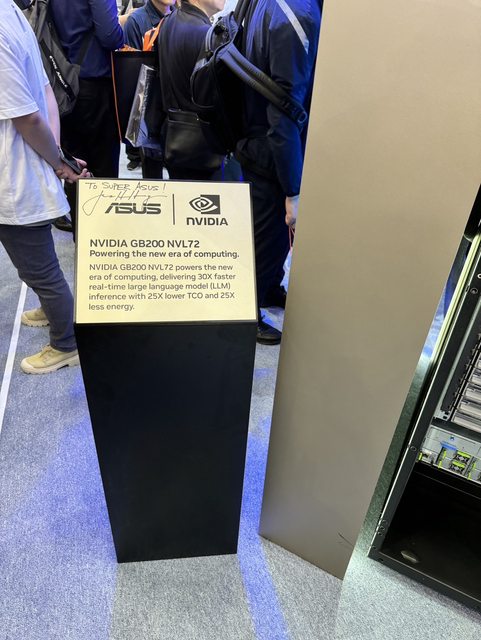 To Super Asus!
ASUS
NVIDIA
NVIDIA GB200 NVL72
Powering the new era of computing.
NVIDIA GB200 NVL72 powers the new
era of computing, delivering 30X faster
real-time large language model (LLM)
inference with 25X lower TCO and 25X
less energy.